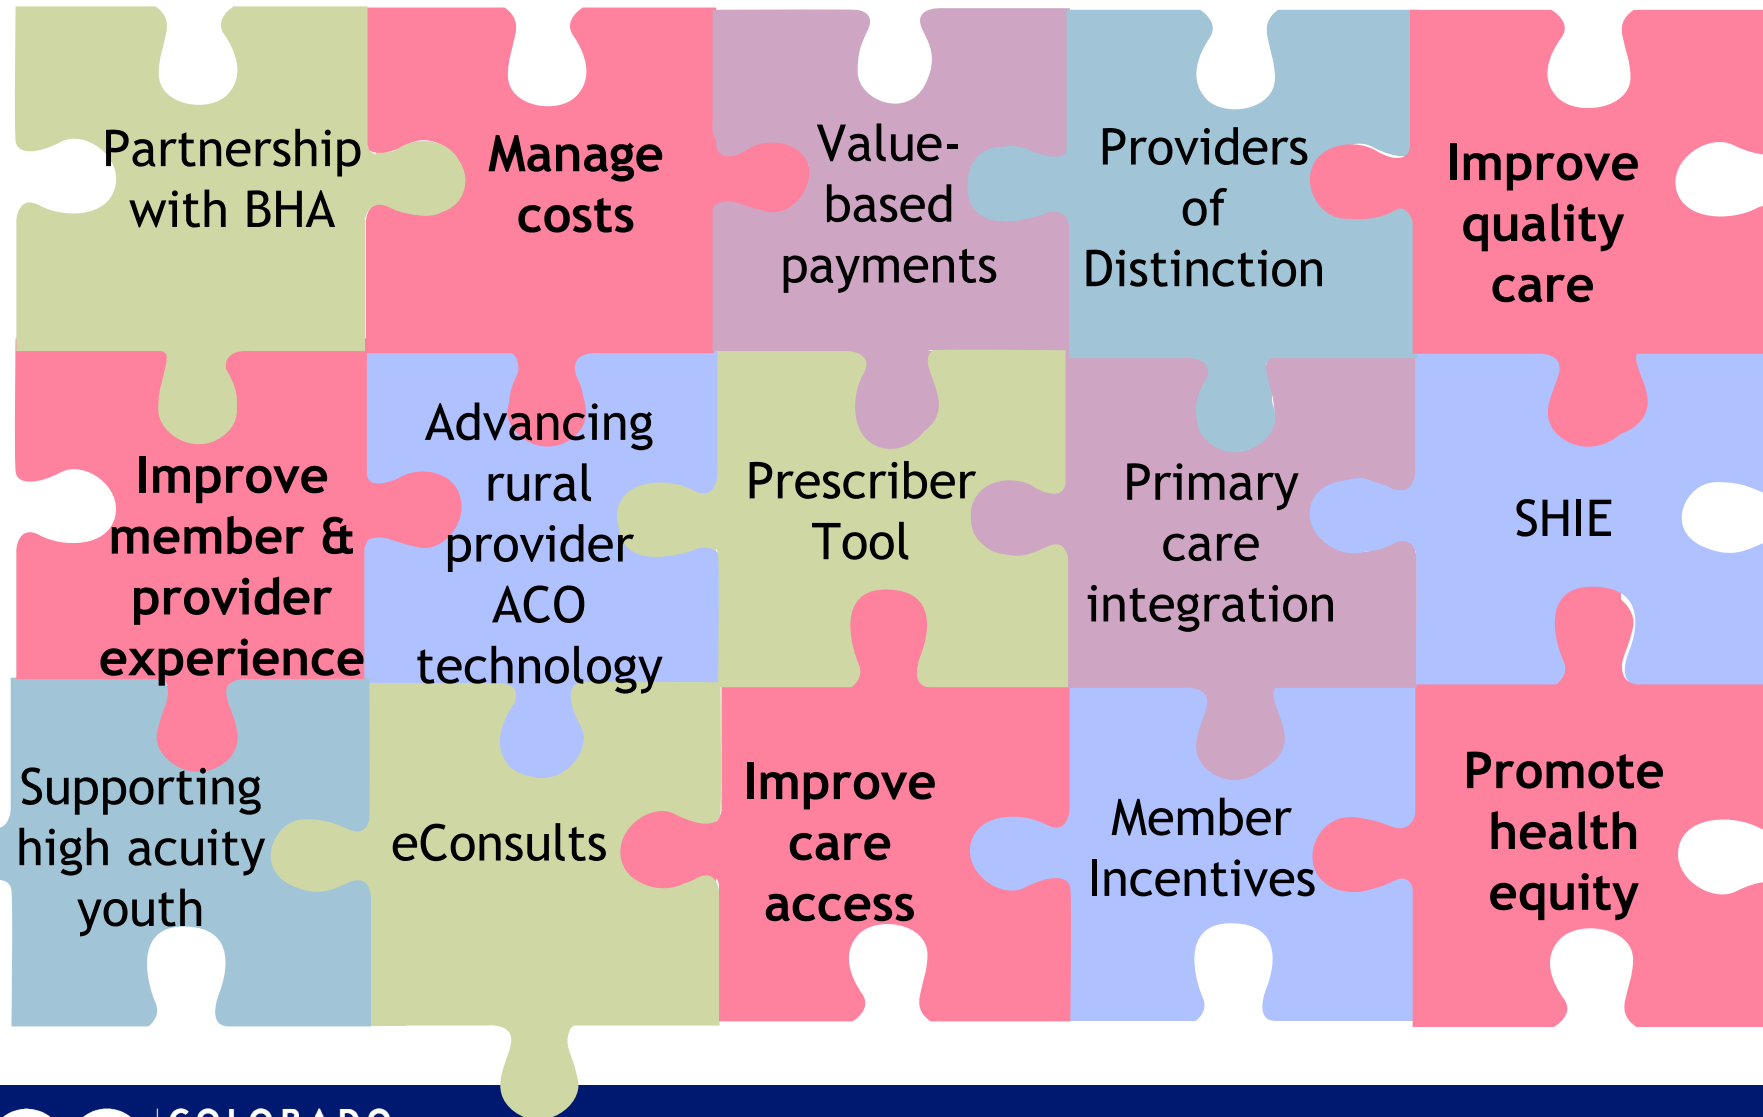 Partnership
with BHA
Manage
costs
Value-
based
payments
Providers
of
Distinction
Improve
quality
care
Improve
member &
provider
experience
Advancing
rural
provider
ACO
technology
Prescriber
Tool
Primary
care
integration
SHIE
Supporting
high acuity
youth
eConsults
Improve
care
access
Member
Incentives
Promote
health
equity
COLORADO